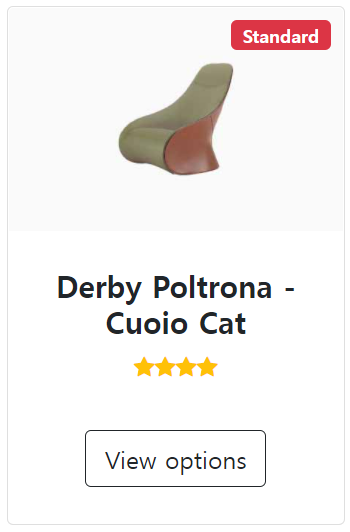 Standard
Derby Poltrona -
Cuoio Cat
View options